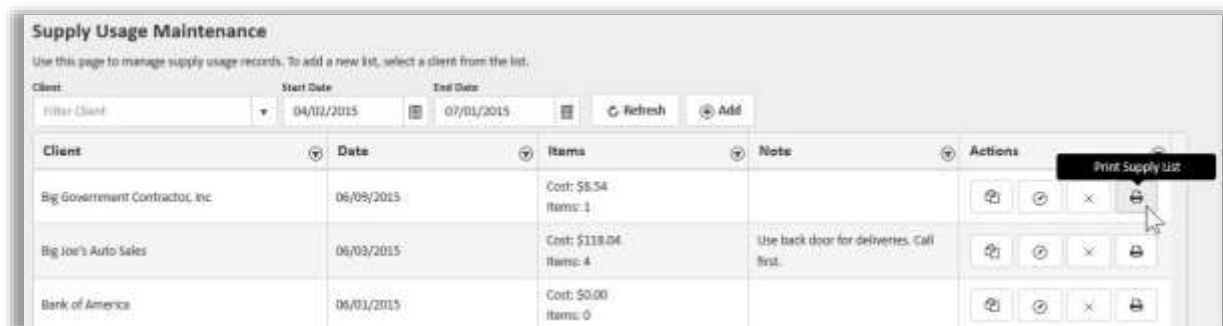 Supply Usage Maintenance
Use this page to manage supply usage records. To add a new list, select a client from the list.
Client Start Date End Date
Filter Client 04/02/2015 07/01/2015 Refresh Add
Client Date Items Note Actions
Print Supply List
Big Government Contractor, Inc 06/09/2015 Cost: $8.54
Items: 1
Big Joe's Auto Sales 06/03/2015 Cost: $118.04 Use back door for deliveries. Call
Items: 4 first.
Bank of America 06/01/2015 Cost: $0.00
Items: 0